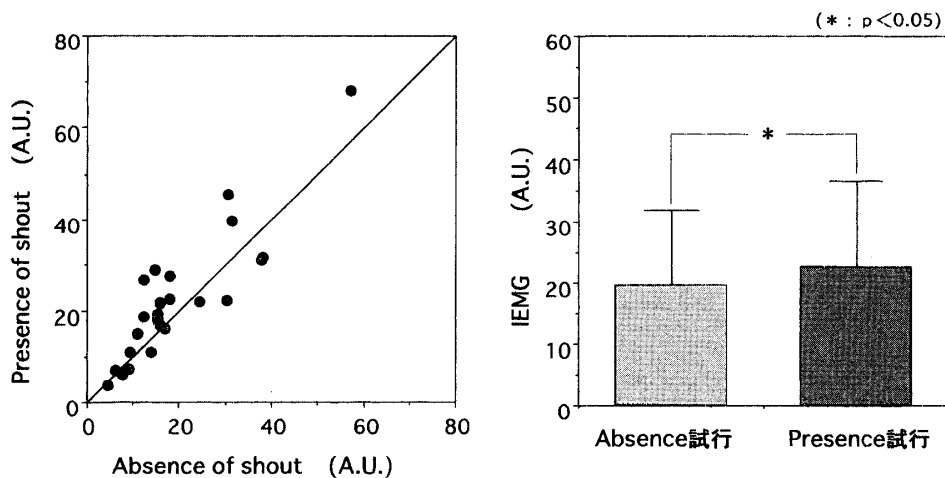 (*: p<0.05)
80
60
40
20
0
Presence of shout (A.U.)
0 20 40 60 80
Absence of shout (A.U.)
60
50
40
30
20
10
0
IEMG (A.U.)
*
Absence試行 Presence試行